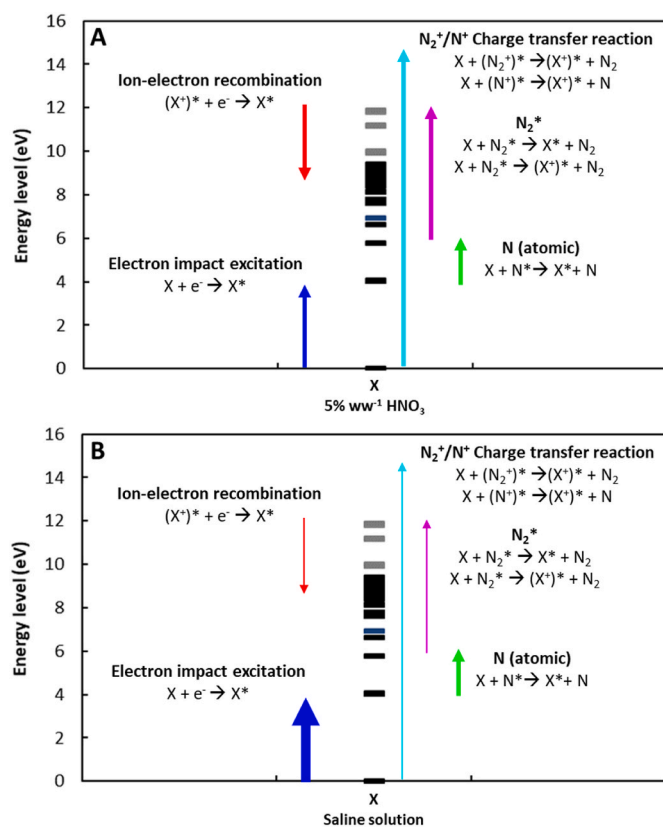 A
16
14
12
10
8
6
4
2
0
Energy level (eV)
Ion-electron recombination
(X⁺)* + e⁻ → X*
Electron impact excitation
X + e⁻ → X*
N₂⁺/N⁺ Charge transfer reaction
X + (N₂⁺)* → (X⁺)* + N₂
X + (N⁺)* → (X⁺)* + N
N₂*
X + N₂* → X* + N₂
X + N₂* → (X⁺)* + N₂
N (atomic)
X + N* → X* + N
X
5% ww⁻¹ HNO₃
B
16
14
12
10
8
6
4
2
0
Energy level (eV)
Ion-electron recombination
(X⁺)* + e⁻ → X*
Electron impact excitation
X + e⁻ → X*
N₂⁺/N⁺ Charge transfer reaction
X + (N₂⁺)* → (X⁺)* + N₂
X + (N⁺)* → (X⁺)* + N
N₂*
X + N₂* → X* + N₂
X + N₂* → (X⁺)* + N₂
N (atomic)
X + N* → X* + N
X
Saline solution